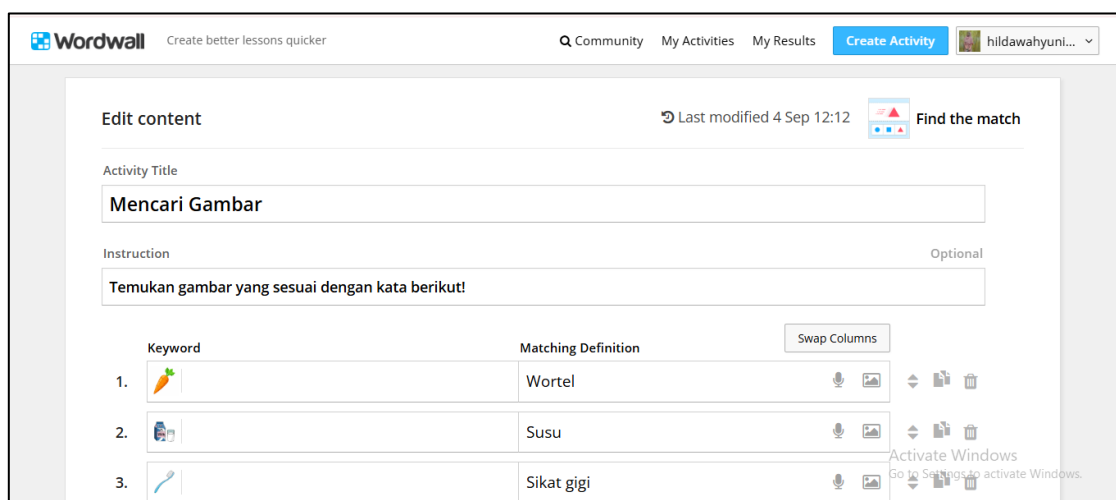 Wordwall Create better lessons quicker Community My Activities My Results Create Activity hildawahyuni...
Edit content Last modified 4 Sep 12:12 Find the match
Activity Title
Mencari Gambar
Instruction Optional
Temukan gambar yang sesuai dengan kata berikut!
Swap Columns
Keyword Matching Definition
1. Wortel
2. Susu
Activate Windows
Go to Settings to activate Windows.
3. Sikat gigi